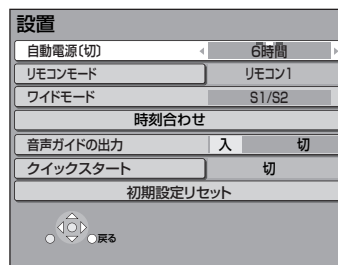 設置
自動電源〔切〕 6時間
リモコンモード リモコン1
ワイドモード S1/S2
時刻合わせ
音声ガイドの出力 入 切
クイックスタート 切
初期設定リセット
戻る